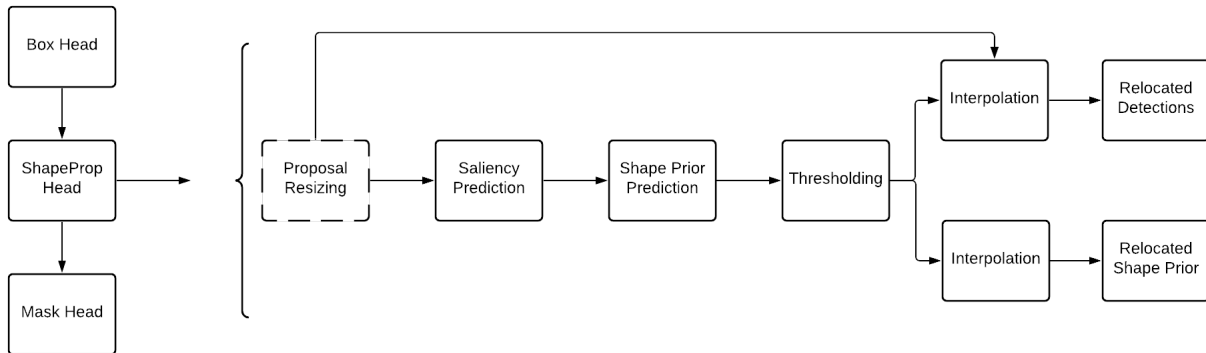 Box Head
ShapeProp
Head
Mask Head
Proposal
Resizing
Saliency
Prediction
Shape Prior
Prediction
Thresholding
Interpolation
Relocated
Detections
Interpolation
Relocated
Shape Prior